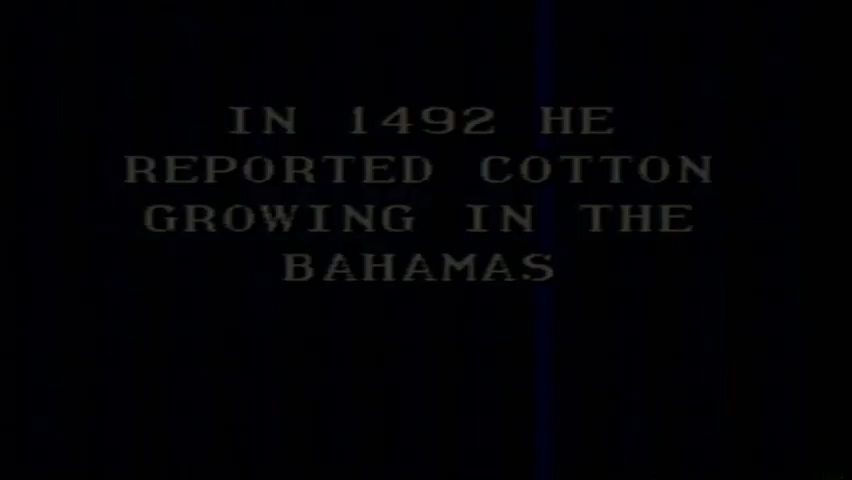 IN 1492 HE
REPORTED COTTON
GROWING IN THE
BAHAMAS